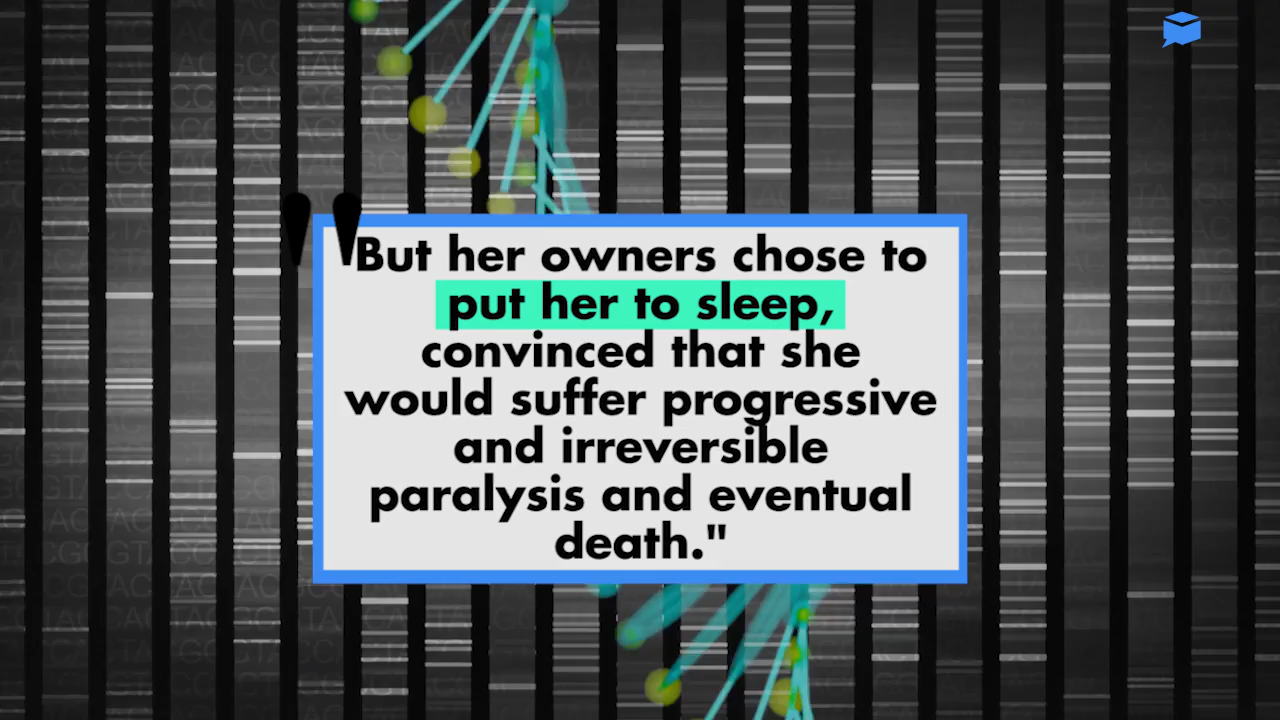 "But her owners chose to
put her to sleep,
convinced that she
would suffer progressive
and irreversible
paralysis and eventual
death."